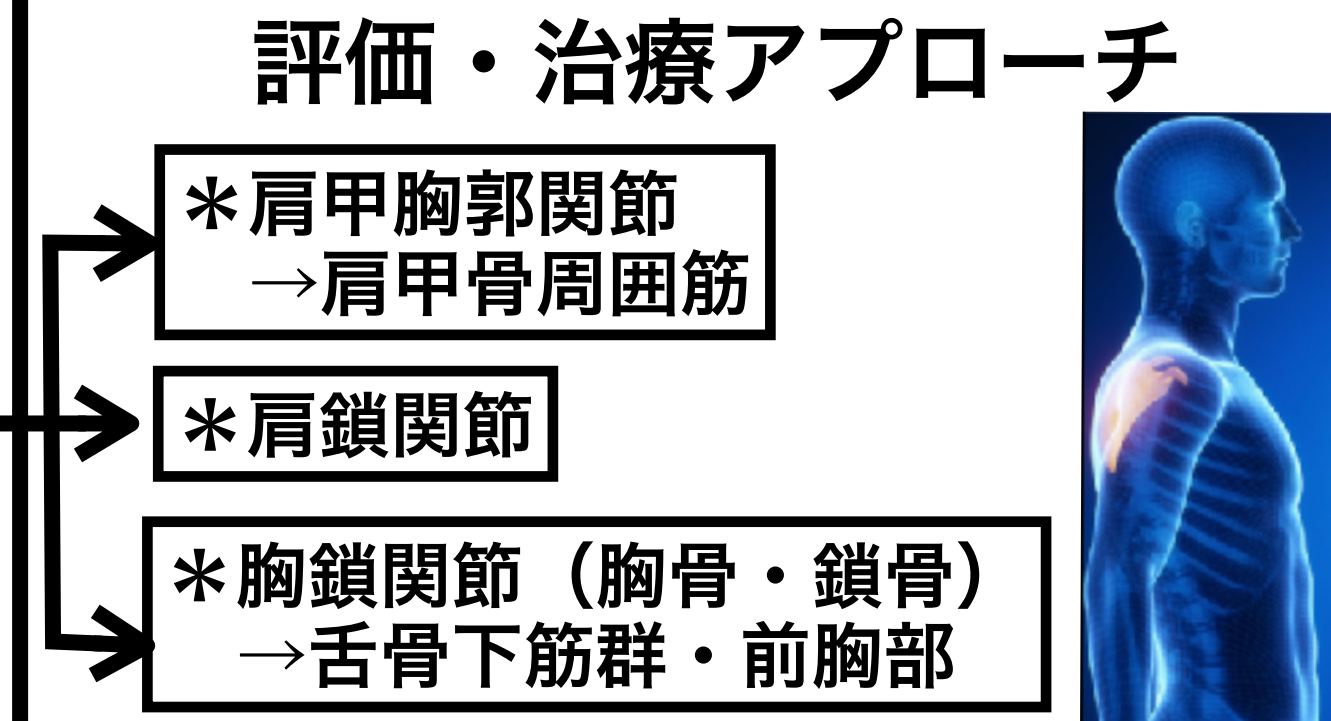 評価・治療アプローチ
＊肩甲胸郭関節
→肩甲骨周囲筋
＊肩鎖関節
＊胸鎖関節（胸骨・鎖骨）
→舌骨下筋群・前胸部